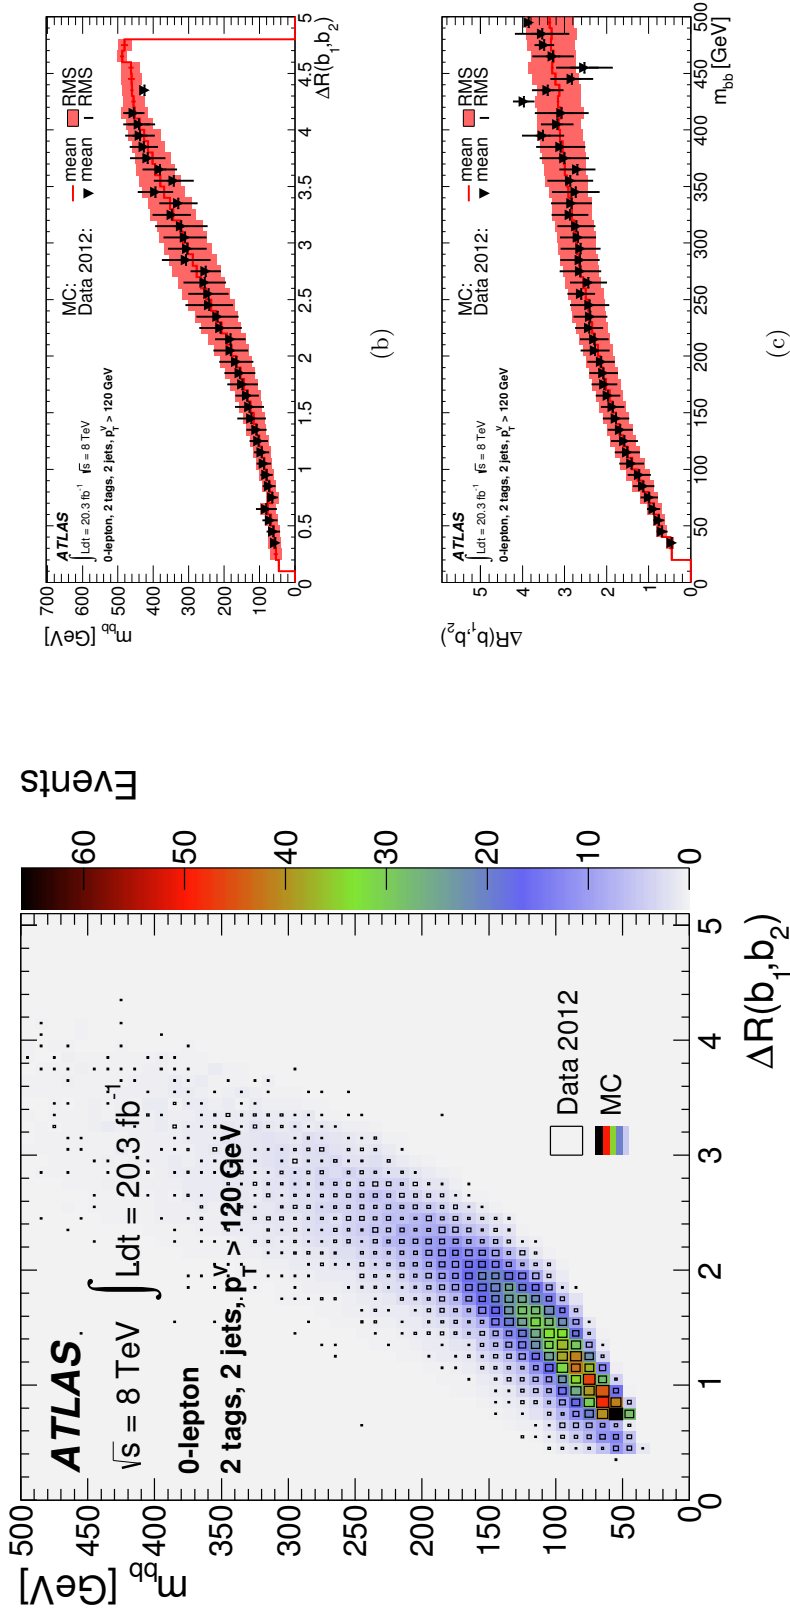 m_bb [GeV]
500
450
400
350
300
250
200
150
100
50
0
1
2
3
4
5
ΔR(b_1,b_2)
ATLAS
√s = 8 TeV ∫ Ldt = 20.3 fb^-1
0-lepton
2 tags, 2 jets, p_T^V > 120 GeV
Data 2012
MC
Events
60
50
40
30
20
10
0
m_bb [GeV]
700
600
500
400
300
200
100
0
0
0.5
1
1.5
2
2.5
3
3.5
4
4.5
5
ΔR(b_1,b_2)
ATLAS
∫ Ldt = 20.3 fb^-1 √s = 8 TeV
0-lepton, 2 tags, 2 jets, p_T^V > 120 GeV
MC: mean RMS
Data 2012: mean RMS
(b)
ΔR(b_1,b_2)
5
4
3
2
1
0
0
50
100
150
200
250
300
350
400
450
500
m_bb [GeV]
ATLAS
∫ Ldt = 20.3 fb^-1 √s = 8 TeV
0-lepton, 2 tags, 2 jets, p_T^V > 120 GeV
MC: mean RMS
Data 2012: mean RMS
(c)